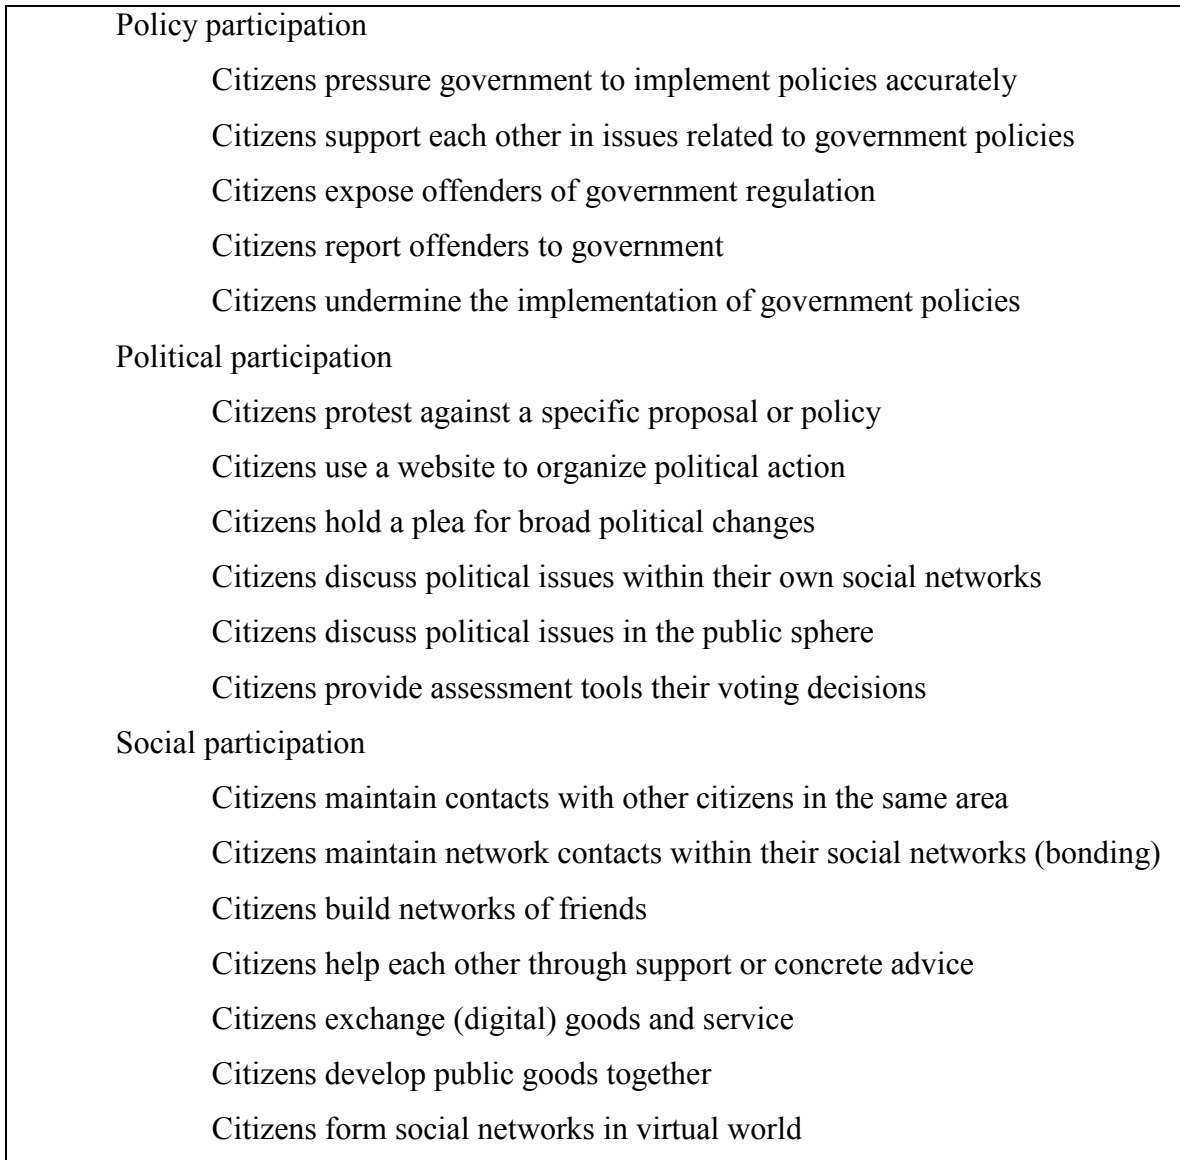 Policy participation
Citizens pressure government to implement policies accurately
Citizens support each other in issues related to government policies
Citizens expose offenders of government regulation
Citizens report offenders to government
Citizens undermine the implementation of government policies
Political participation
Citizens protest against a specific proposal or policy
Citizens use a website to organize political action
Citizens hold a plea for broad political changes
Citizens discuss political issues within their own social networks
Citizens discuss political issues in the public sphere
Citizens provide assessment tools their voting decisions
Social participation
Citizens maintain contacts with other citizens in the same area
Citizens maintain network contacts within their social networks (bonding)
Citizens build networks of friends
Citizens help each other through support or concrete advice
Citizens exchange (digital) goods and service
Citizens develop public goods together
Citizens form social networks in virtual world